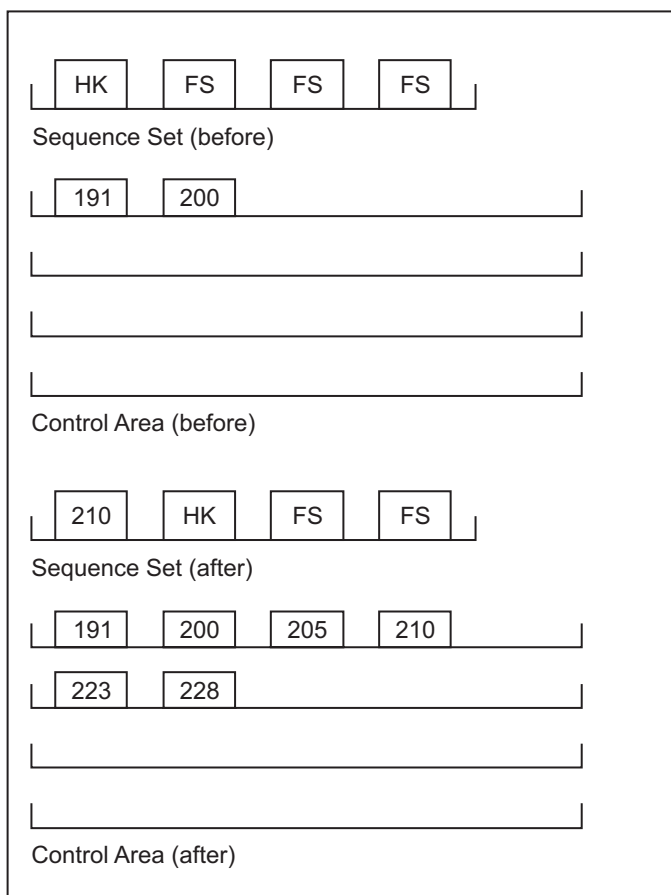 HK FS FS FS
Sequence Set (before)
191 200
Control Area (before)
210 HK FS FS
Sequence Set (after)
191 200 205 210
223 228
Control Area (after)